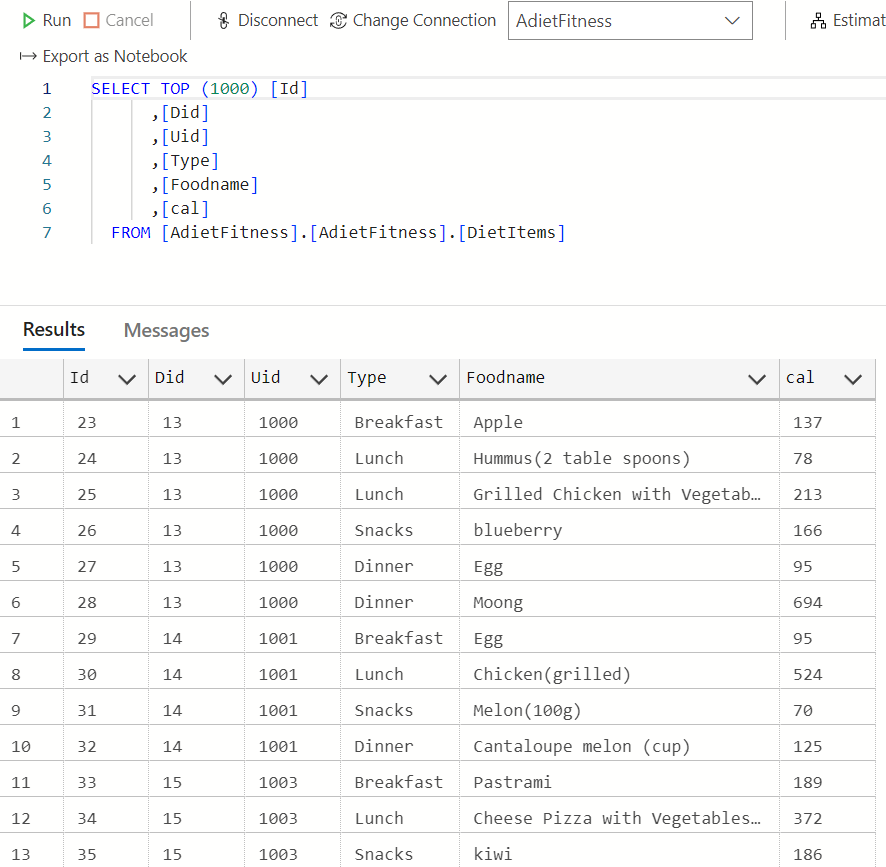 Run Cancel Disconnect Change Connection AdietFitness Estimat
Export as Notebook
1 SELECT TOP (1000) [Id]
2 ,[Did]
3 ,[Uid]
4 ,[Type]
5 ,[Foodname]
6 ,[cal]
7 FROM [AdietFitness].[AdietFitness].[DietItems]
Results Messages
Id Did Uid Type Foodname cal
1 23 13 1000 Breakfast Apple 137
2 24 13 1000 Lunch Hummus(2 table spoons) 78
3 25 13 1000 Lunch Grilled Chicken with Vegetab… 213
4 26 13 1000 Snacks blueberry 166
5 27 13 1000 Dinner Egg 95
6 28 13 1000 Dinner Moong 694
7 29 14 1001 Breakfast Egg 95
8 30 14 1001 Lunch Chicken(grilled) 524
9 31 14 1001 Snacks Melon(100g) 70
10 32 14 1001 Dinner Cantaloupe melon (cup) 125
11 33 15 1003 Breakfast Pastrami 189
12 34 15 1003 Lunch Cheese Pizza with Vegetables… 372
13 35 15 1003 Snacks kiwi 186